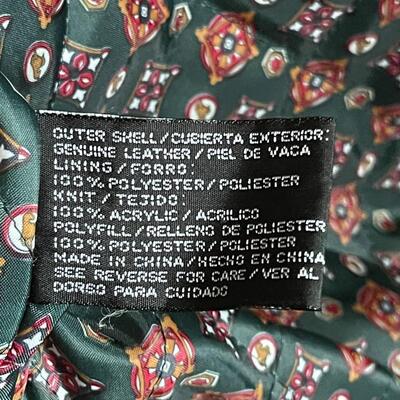 OUTER SHELL/CUBIERTA EXTERIOR:
GENUINE LEATHER/PIEL DE VACA
LINING/FORRO:
100% POLYESTER/POLIESTER
KNIT/TEJIDO:
100% ACRYLIC/ACRILICO
POLYFILL/RELLENO DE POLIESTER
100% POLYESTER/POLIESTER
MADE IN CHINA/HECHO EN CHINA
SEE REVERSE FOR CARE/VER AL
DORSO PARA CUIDADO